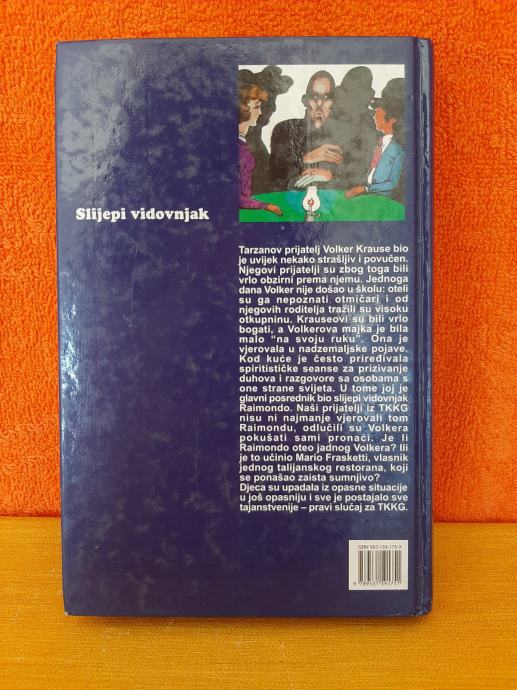 Slijepi vidovnjak
Tarzanov prijatelj Volker Krause bio
je uvijek nekako strašljiv i povučen.
Njegovi prijatelji su zbog toga bili
vrlo obzirni prema njemu. Jednoga
dana Volker nije došao u školu: oteli
su ga nepoznati otmičari i od
njegovih roditelja tražili su visoku
otkupninu. Krauseovi su bili vrlo
bogati, a Volkerova majka je bila
malo "na svoju ruku". Ona je
vjerovala u nadzemaljske pojave.
Kod kuće je često priređivala
spiritističke seanse za prizivanje
duhova i razgovore sa osobama s
one strane svijeta. U tome joj je
glavni posrednik bio slijepi vidovnjak
Raimondo. Naši prijatelji iz TKKG
nisu ni najmanje vjerovali tom
Raimondu, odlučili su Volkera
pokušati sami pronaći. Je li
Raimondo oteo jadnog Volkera? Ili
je to učinio Mario Frasketti, vlasnik
jednog talijanskog restorana, koji
se ponašao zaista sumnjivo?
Djeca su upadala iz opasne situacije
u još opasniju i sve je postajalo sve
tajanstvenije – pravi slučaj za TKKG.
ISBN 953-159-175-X
9 789531 591751